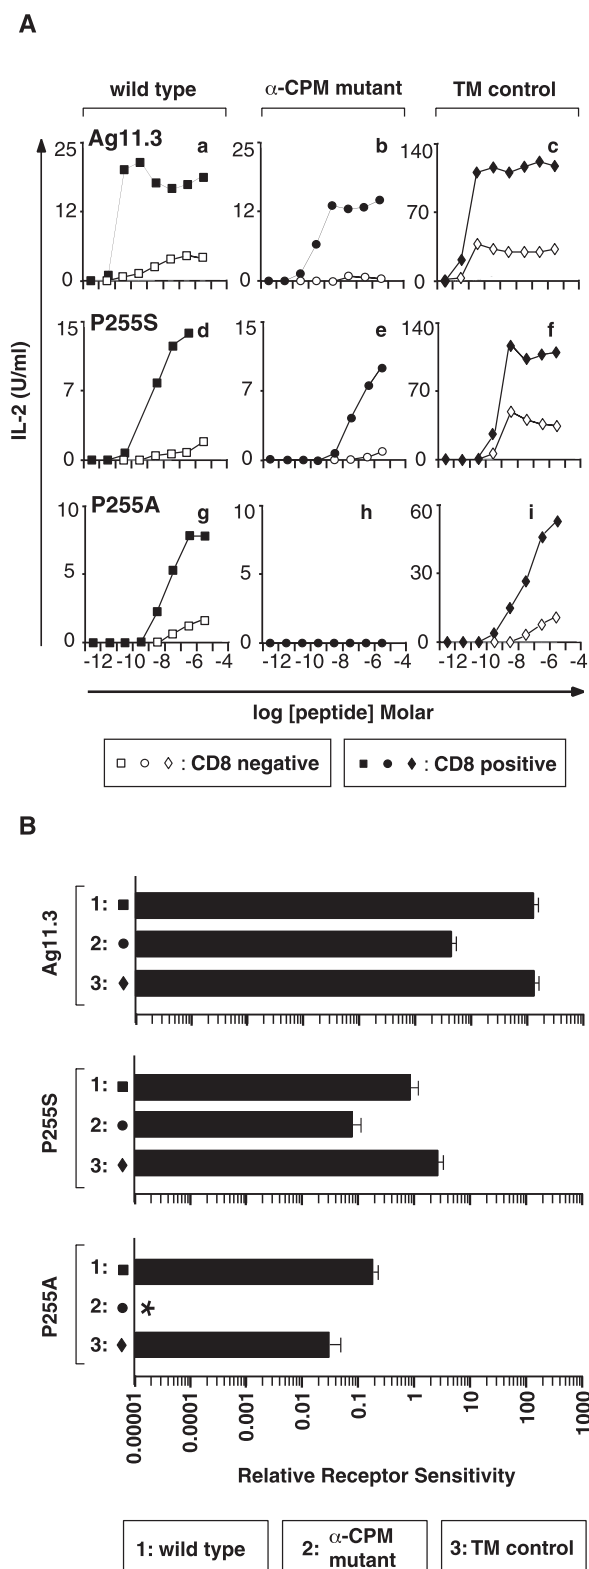 A
wild type α-CPM mutant TM control
IL-2 (U/ml)
Ag11.3 a b c
25 25 140
12 12 70
0 0 0
P255S d e f
15 15 140
7 7 70
0 0 0
P255A g h i
10 10 60
5 5 30
0 0 0
-12 -10 -8 -6 -4 -12 -10 -8 -6 -4 -12 -10 -8 -6 -4
log [peptide] Molar
: CD8 negative : CD8 positive
B
Ag11.3
1:
2:
3:
P255S
1:
2:
3:
P255A
1:
2: *
3:
0.00001 0.0001 0.001 0.01 0.1 1 10 100 1000
Relative Receptor Sensitivity
1: wild type
2: α-CPM
mutant
3: TM control